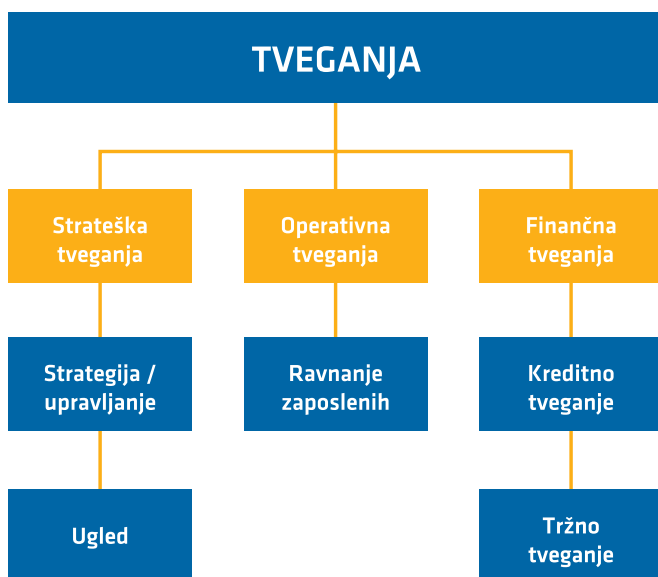 TVEGANJA
Strateška
tveganja
Operativna
tveganja
Finančna
tveganja
Strategija /
upravljanje
Ravnanje
zaposlenih
Kreditno
tveganje
Ugled
Tržno
tveganje